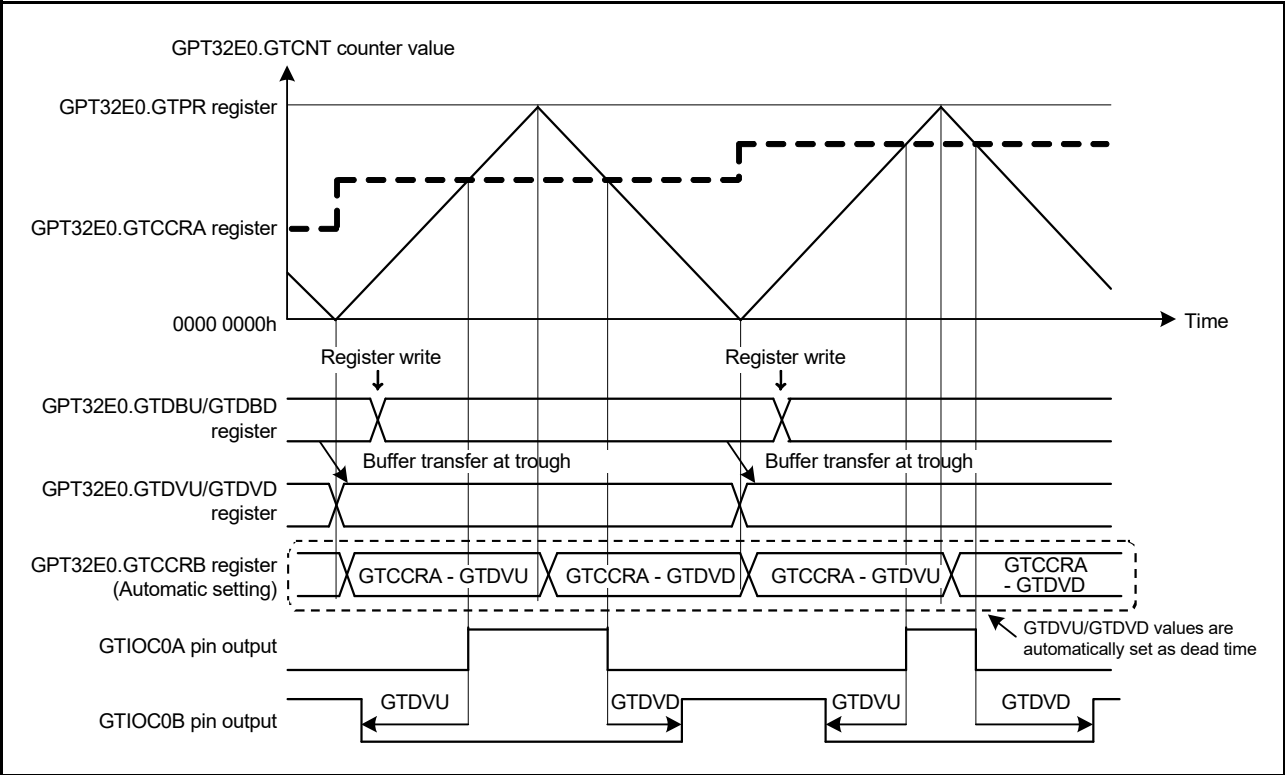 GPT32E0.GTCNT counter value
GPT32E0.GTPR register
GPT32E0.GTCCRA register
0000 0000h
Time
Register write
Register write
GPT32E0.GTDBU/GTDBD
register
Buffer transfer at trough
Buffer transfer at trough
GPT32E0.GTDVU/GTDVD
register
GPT32E0.GTCCRB register
(Automatic setting)
GTCCRA - GTDVU
GTCCRA - GTDVD
GTCCRA - GTDVU
GTCCRA
- GTDVD
GTIOC0A pin output
GTDVU/GTDVD values are
automatically set as dead time
GTDVU
GTDVD
GTDVU
GTDVD
GTIOC0B pin output